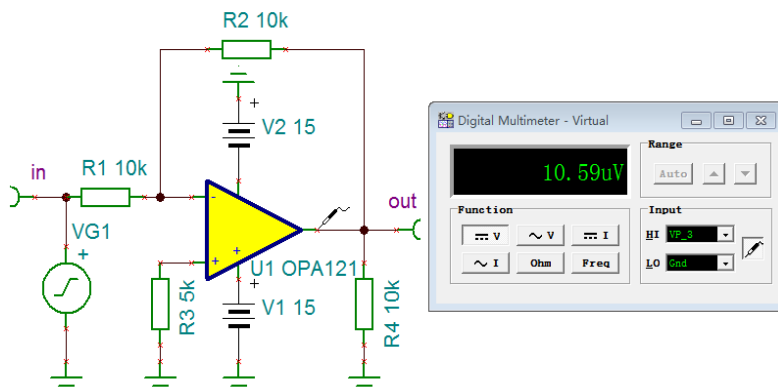 R2 10k
V2 15
in
R1 10k
-
+
VG1
+
+
+
U1 OPA121
out
R3 5k
V1 15
+
R4 10k
Digital Multimeter - Virtual
10.59uV
Range
Auto
Function
⎓ V
~ V
⎓ I
~ I
Ohm
Freq
Input
HI VP_3
LO Gnd